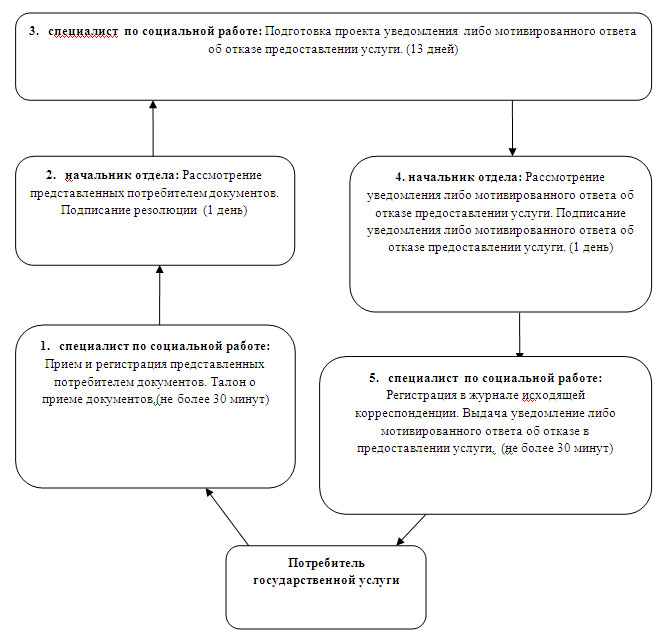 3. специалист по социальной работе: Подготовка проекта уведомления либо мотивированного ответа
об отказе предоставлении услуги. (13 дней)
2. начальник отдела: Рассмотрение
представленных потребителем документов.
Подписание резолюции (1 день)
4. начальник отдела: Рассмотрение
уведомления либо мотивированного ответа об
отказе предоставлении услуги. Подписание
уведомления либо мотивированного ответа об
отказе предоставлении услуги. (1 день)
1. специалист по социальной работе:
Прием и регистрация представленных
потребителем документов. Талон о
приеме документов.(не более 30 минут)
5. специалист по социальной работе:
Регистрация в журнале исходящей
корреспонденции. Выдача уведомление либо
мотивированного ответа об отказе в
предоставлении услуги. (не более 30 минут)
Потребитель
государственной услуги